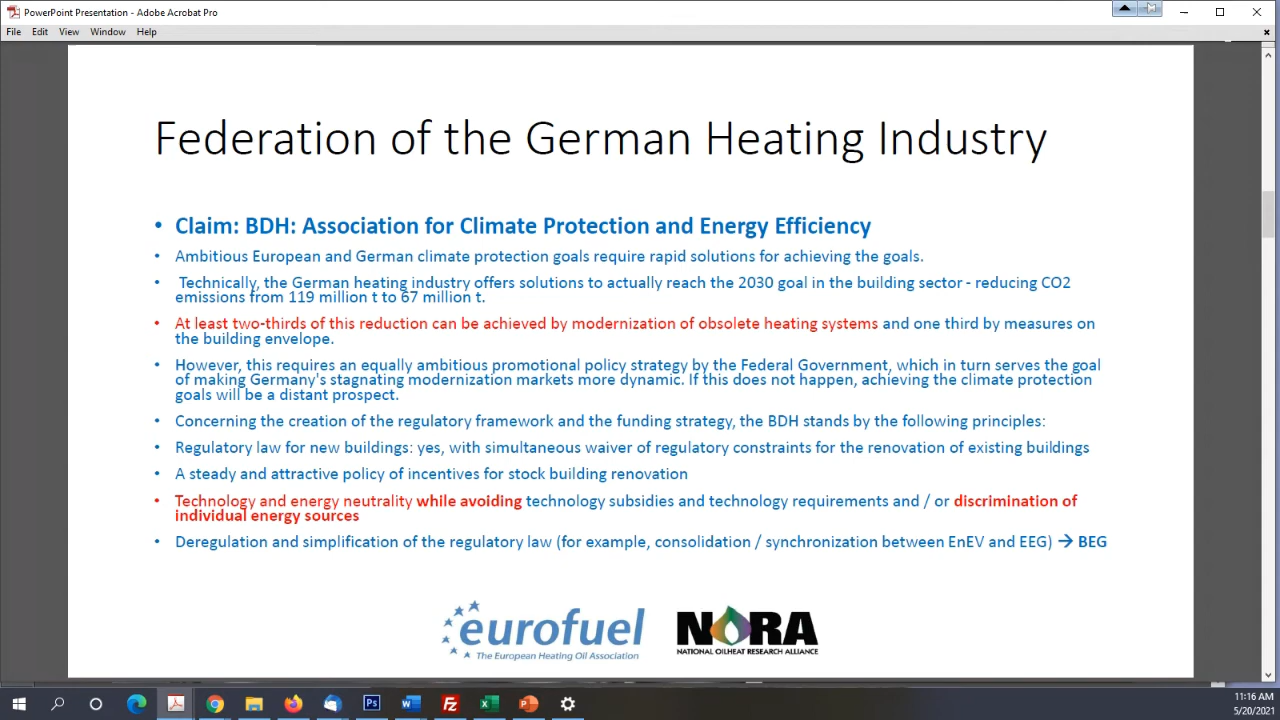 PowerPoint Presentation - Adobe Acrobat Pro
File Edit View Window Help
Federation of the German Heating Industry
• Claim: BDH: Association for Climate Protection and Energy Efficiency
• Ambitious European and German climate protection goals require rapid solutions for achieving the goals.
• Technically, the German heating industry offers solutions to actually reach the 2030 goal in the building sector - reducing CO2
emissions from 119 million t to 67 million t.
• At least two-thirds of this reduction can be achieved by modernization of obsolete heating systems and one third by measures on
the building envelope.
• However, this requires an equally ambitious promotional policy strategy by the Federal Government, which in turn serves the goal
of making Germany's stagnating modernization markets more dynamic. If this does not happen, achieving the climate protection
goals will be a distant prospect.
• Concerning the creation of the regulatory framework and the funding strategy, the BDH stands by the following principles:
• Regulatory law for new buildings: yes, with simultaneous waiver of regulatory constraints for the renovation of existing buildings
• A steady and attractive policy of incentives for stock building renovation
• Technology and energy neutrality while avoiding technology subsidies and technology requirements and / or discrimination of
individual energy sources
• Deregulation and simplification of the regulatory law (for example, consolidation / synchronization between EnEV and EEG) → BEG
eurofuel
The European Heating Oil Association
NORA
NATIONAL OILHEAT RESEARCH ALLIANCE
Ps
11:16 AM
5/20/2021